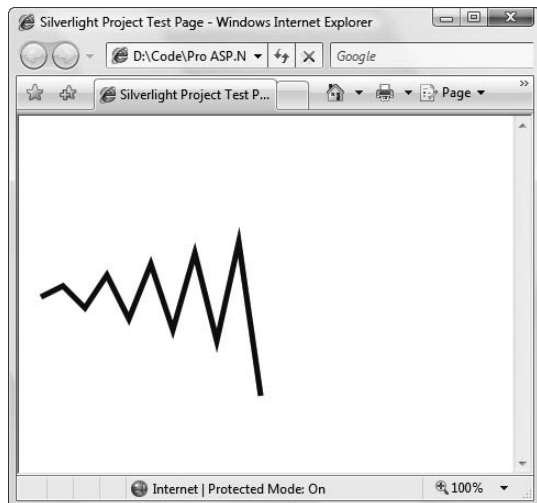 Silverlight Project Test Page - Windows Internet Explorer
D:\Code\Pro ASP.N
Google
Silverlight Project Test P...
Page
»
Internet | Protected Mode: On
100%